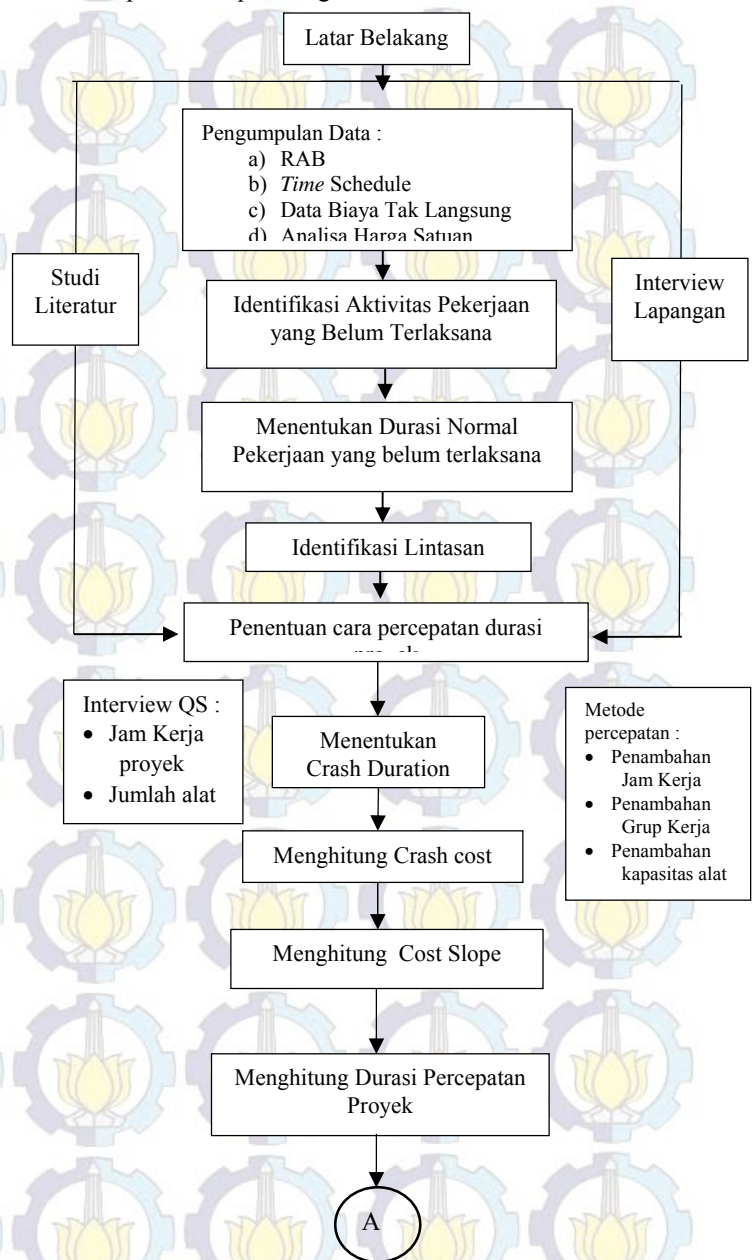 Latar Belakang
Pengumpulan Data :
a) RAB
b) Time Schedule
c) Data Biaya Tak Langsung
d) Analisa Harga Satuan
Studi
Literatur
Interview
Lapangan
Identifikasi Aktivitas Pekerjaan
yang Belum Terlaksana
Menentukan Durasi Normal
Pekerjaan yang belum terlaksana
Identifikasi Lintasan
Penentuan cara percepatan durasi
Interview QS :
• Jam Kerja
proyek
• Jumlah alat
Menentukan
Crash Duration
Metode
percepatan :
• Penambahan
Jam Kerja
• Penambahan
Grup Kerja
• Penambahan
kapasitas alat
Menghitung Crash cost
Menghitung Cost Slope
Menghitung Durasi Percepatan
Proyek
A